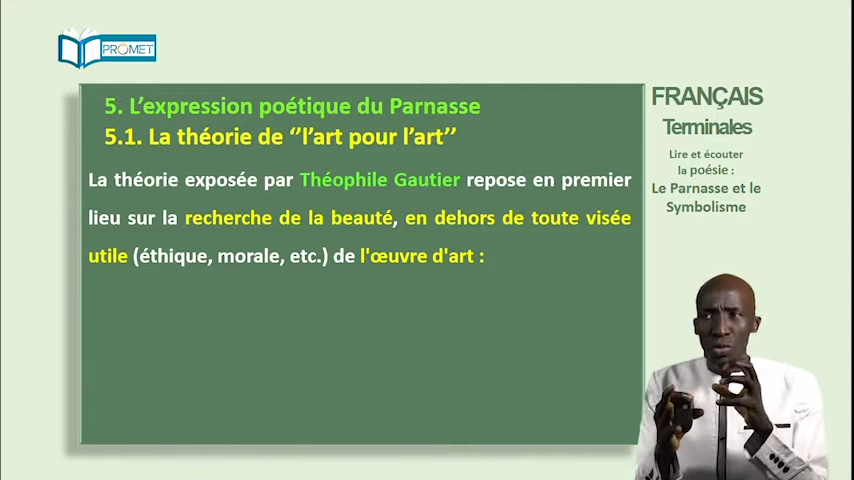 PROMET
5. L’expression poétique du Parnasse
5.1. La théorie de ‘’l’art pour l’art’’
La théorie exposée par Théophile Gautier repose en premier
lieu sur la recherche de la beauté, en dehors de toute visée
utile (éthique, morale, etc.) de l'œuvre d'art :
FRANÇAIS
Terminales
Lire et écouter
la poésie :
Le Parnasse et le
Symbolisme